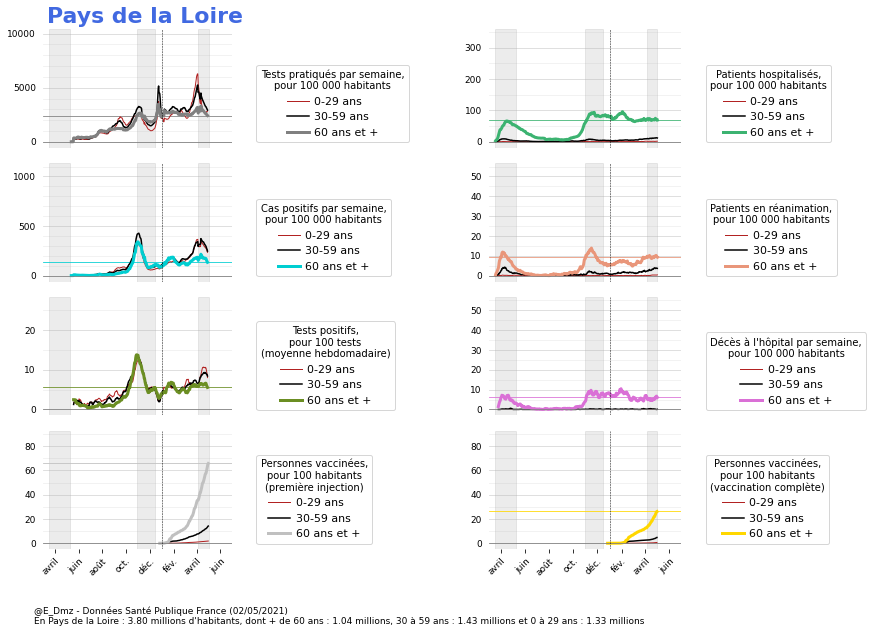 Pays de la Loire
10000
5000
0
Tests pratiqués par semaine,
pour 100 000 habitants
0-29 ans
30-59 ans
60 ans et +
300
200
100
0
Patients hospitalisés,
pour 100 000 habitants
0-29 ans
30-59 ans
60 ans et +
1000
500
0
Cas positifs par semaine,
pour 100 000 habitants
0-29 ans
30-59 ans
60 ans et +
50
40
30
20
10
0
Patients en réanimation,
pour 100 000 habitants
0-29 ans
30-59 ans
60 ans et +
20
10
0
Tests positifs,
pour 100 tests
(moyenne hebdomadaire)
0-29 ans
30-59 ans
60 ans et +
50
40
30
20
10
0
Décès à l'hôpital par semaine,
pour 100 000 habitants
0-29 ans
30-59 ans
60 ans et +
80
60
40
20
0
avril
juin
août
oct.
déc.
fév.
avril
juin
Personnes vaccinées,
pour 100 habitants
(première injection)
0-29 ans
30-59 ans
60 ans et +
80
60
40
20
0
avril
juin
août
oct.
déc.
fév.
avril
juin
Personnes vaccinées,
pour 100 habitants
(vaccination complète)
0-29 ans
30-59 ans
60 ans et +
@E_Dmz - Données Santé Publique France (02/05/2021)
En Pays de la Loire : 3.80 millions d'habitants, dont + de 60 ans : 1.04 millions, 30 à 59 ans : 1.43 millions et 0 à 29 ans : 1.33 millions